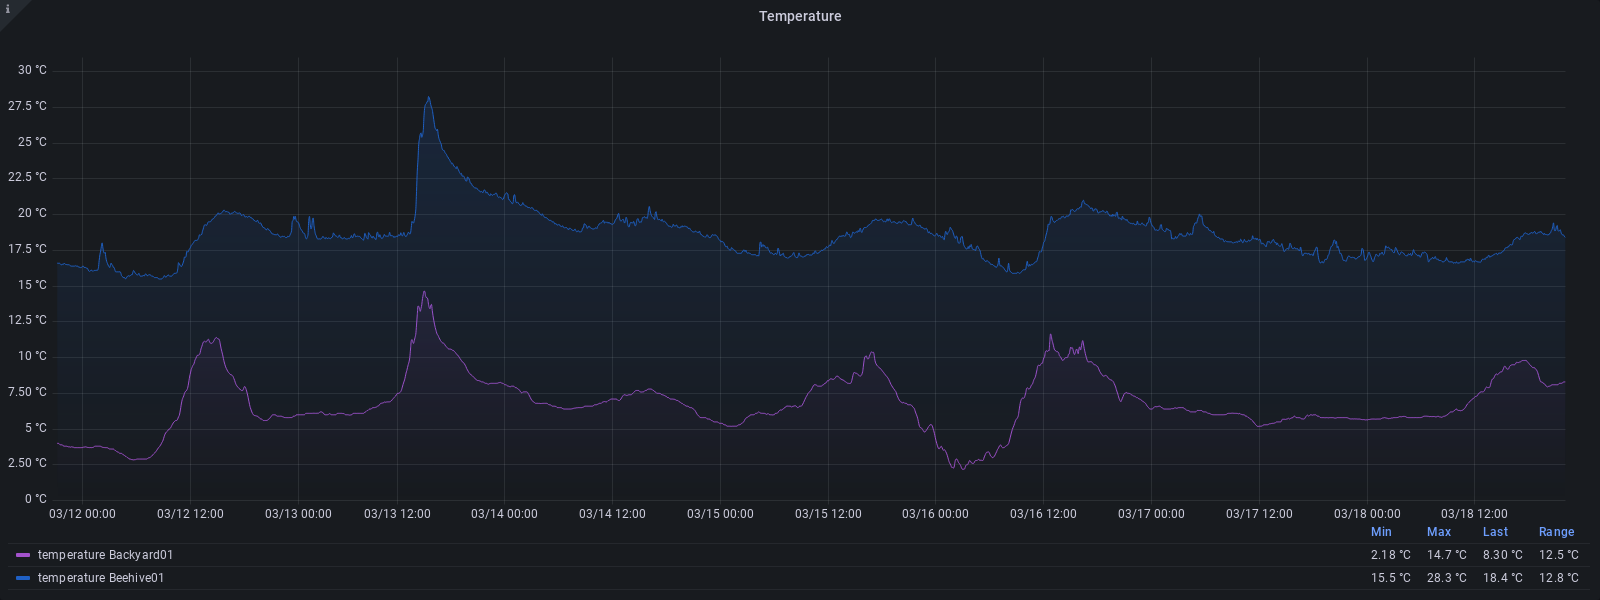 i
Temperature
30 °C
27.5 °C
25 °C
22.5 °C
20 °C
17.5 °C
15 °C
12.5 °C
10 °C
7.50 °C
5 °C
2.50 °C
0 °C
03/12 00:00 03/12 12:00 03/13 00:00 03/13 12:00 03/14 00:00 03/14 12:00 03/15 00:00 03/15 12:00 03/16 00:00 03/16 12:00 03/17 00:00 03/17 12:00 03/18 00:00 03/18 12:00
Min Max Last Range
temperature Backyard01 2.18 °C 14.7 °C 8.30 °C 12.5 °C
temperature Beehive01 15.5 °C 28.3 °C 18.4 °C 12.8 °C